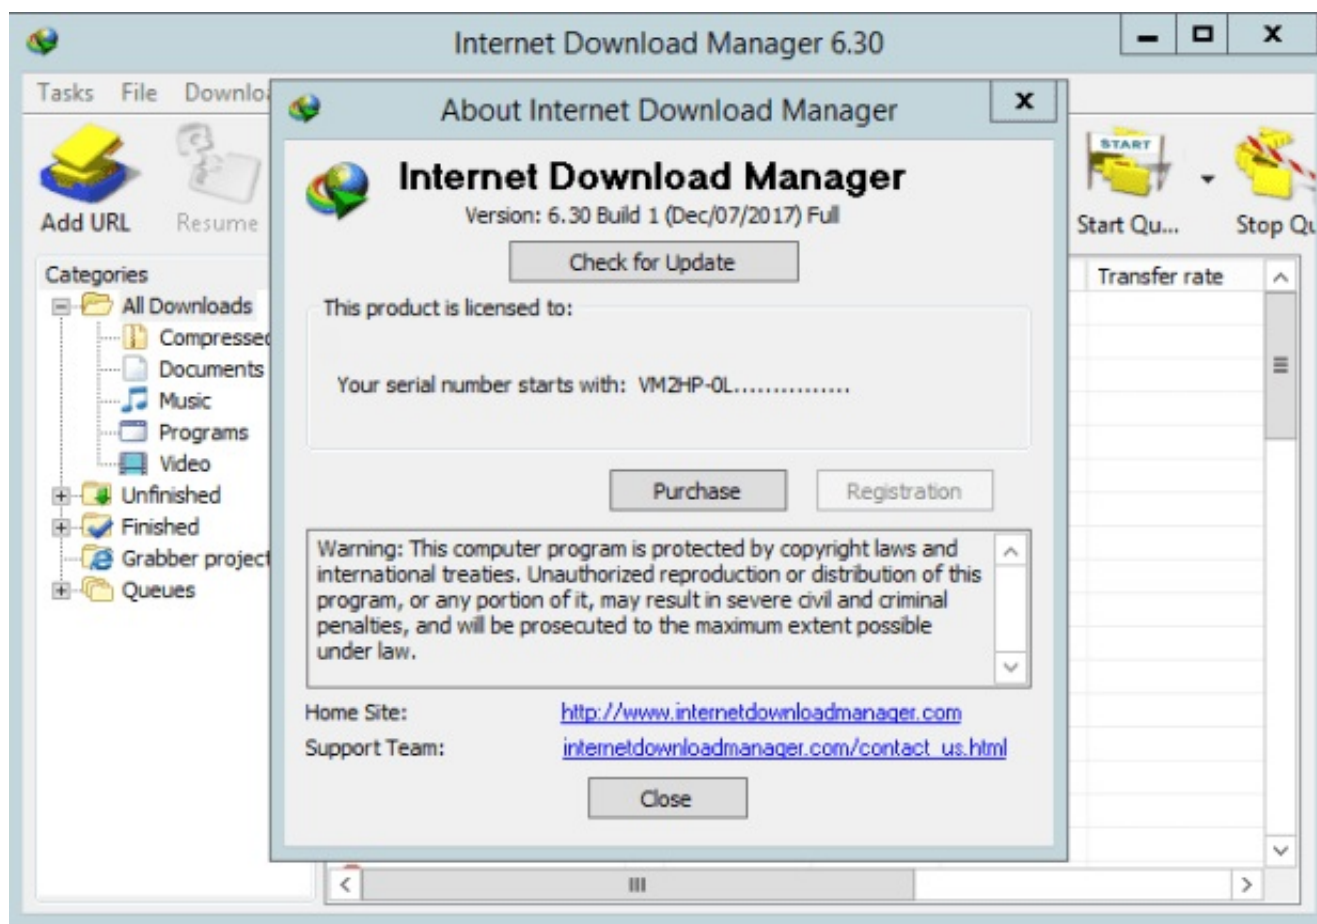 Internet Download Manager 6.30
Tasks File Downlo
About Internet Download Manager
Internet Download Manager
Version: 6.30 Build 1 (Dec/07/2017) Full
Check for Update
This product is licensed to:
Your serial number starts with: VM2HP-0L...............
Purchase Registration
Warning: This computer program is protected by copyright laws and
international treaties. Unauthorized reproduction or distribution of this
program, or any portion of it, may result in severe civil and criminal
penalties, and will be prosecuted to the maximum extent possible
under law.
Home Site: http://www.internetdownloadmanager.com
Support Team: internetdownloadmanager.com/contact_us.html
Close
Add URL
Resume
START
Start Qu...
Stop Qu
Categories
All Downloads
Compressed
Documents
Music
Programs
Video
Unfinished
Finished
Grabber project
Queues
Transfer rate